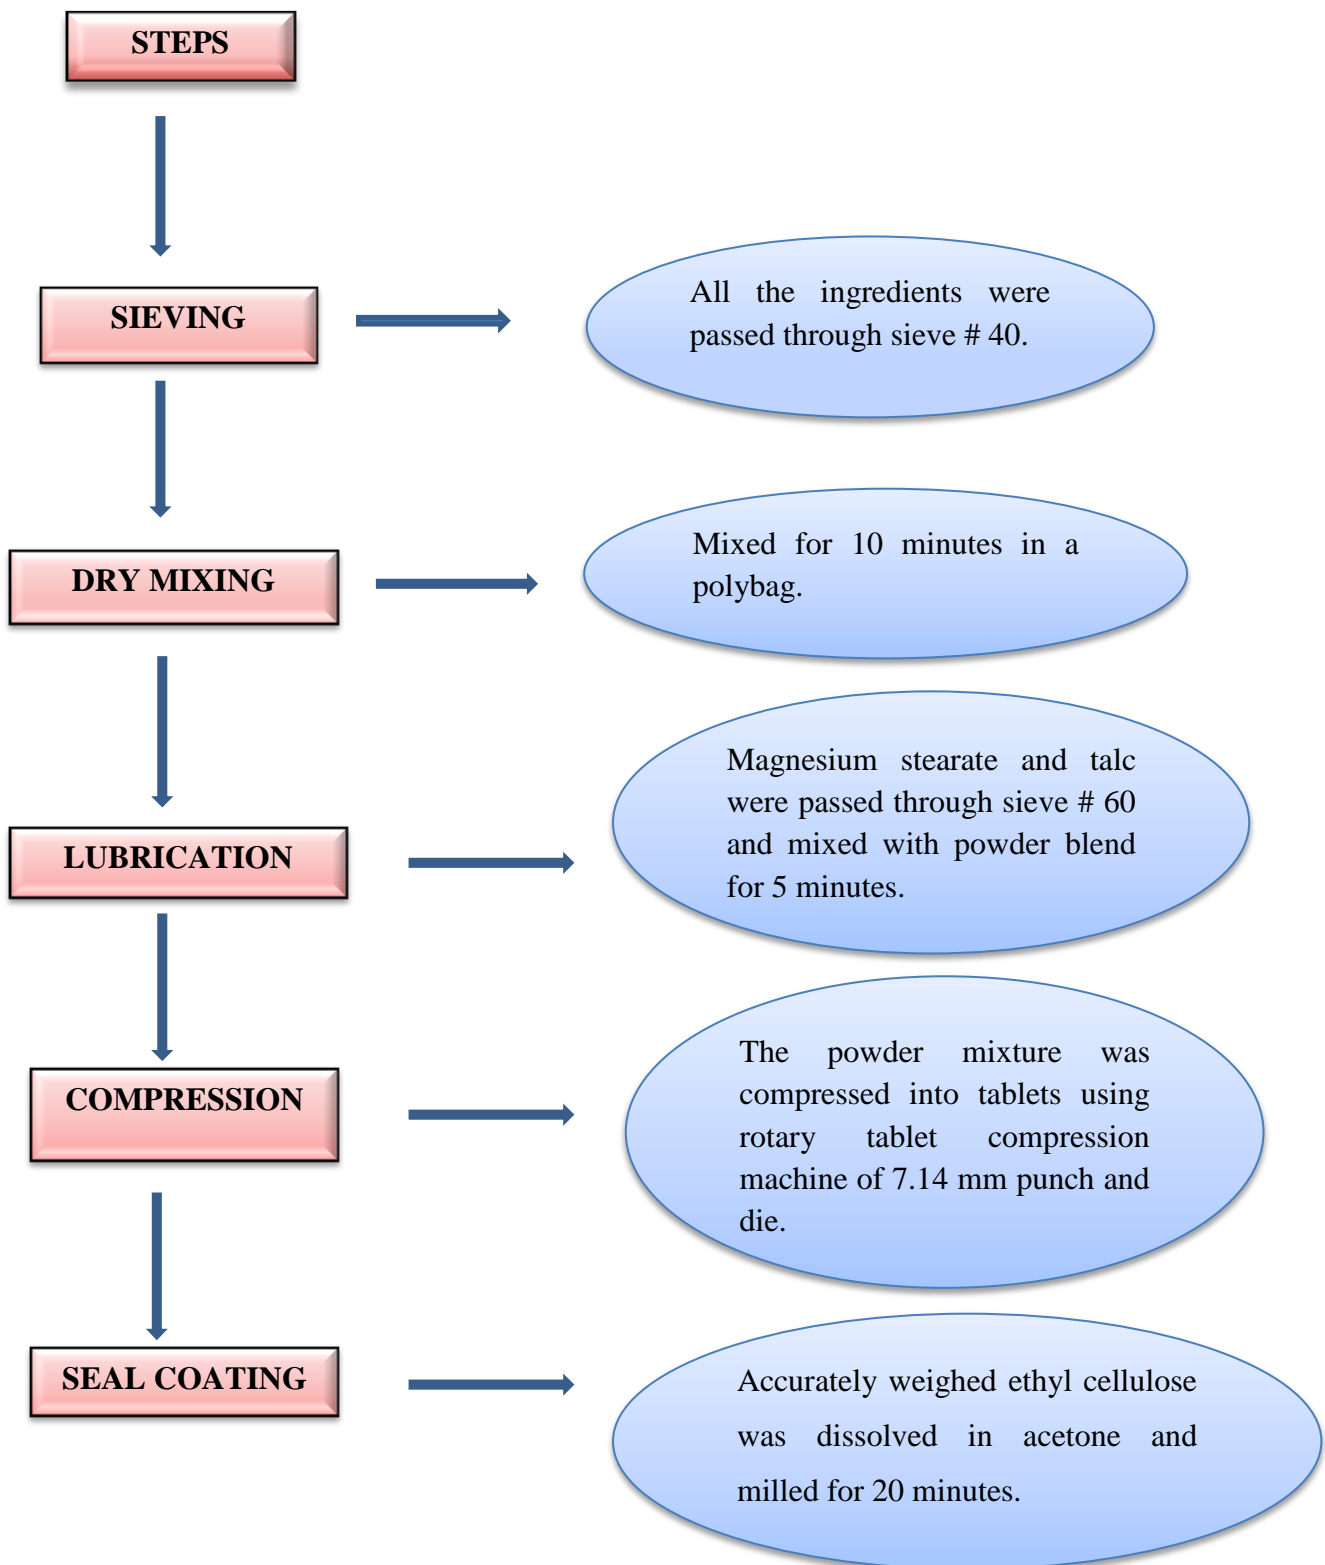 STEPS
SIEVING
All the ingredients were
passed through sieve # 40.
DRY MIXING
Mixed for 10 minutes in a
polybag.
LUBRICATION
Magnesium stearate and talc
were passed through sieve # 60
and mixed with powder blend
for 5 minutes.
COMPRESSION
The powder mixture was
compressed into tablets using
rotary tablet compression
machine of 7.14 mm punch and
die.
SEAL COATING
Accurately weighed ethyl cellulose
was dissolved in acetone and
milled for 20 minutes.